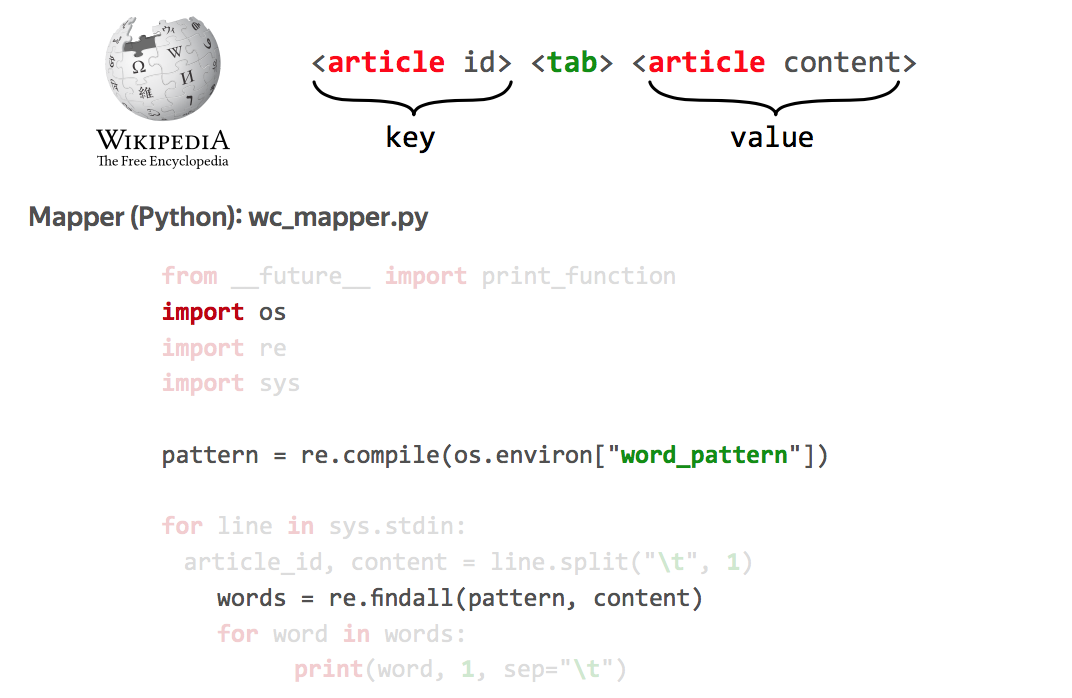 <article id> <tab> <article content>
key value
Ω W И 維 7
WIKIPEDIA
The Free Encyclopedia
Mapper (Python): wc_mapper.py
from __future__ import print_function
import os
import re
import sys
pattern = re.compile(os.environ["word_pattern"])
for line in sys.stdin:
article_id, content = line.split("\t", 1)
words = re.findall(pattern, content)
for word in words:
print(word, 1, sep="\t")